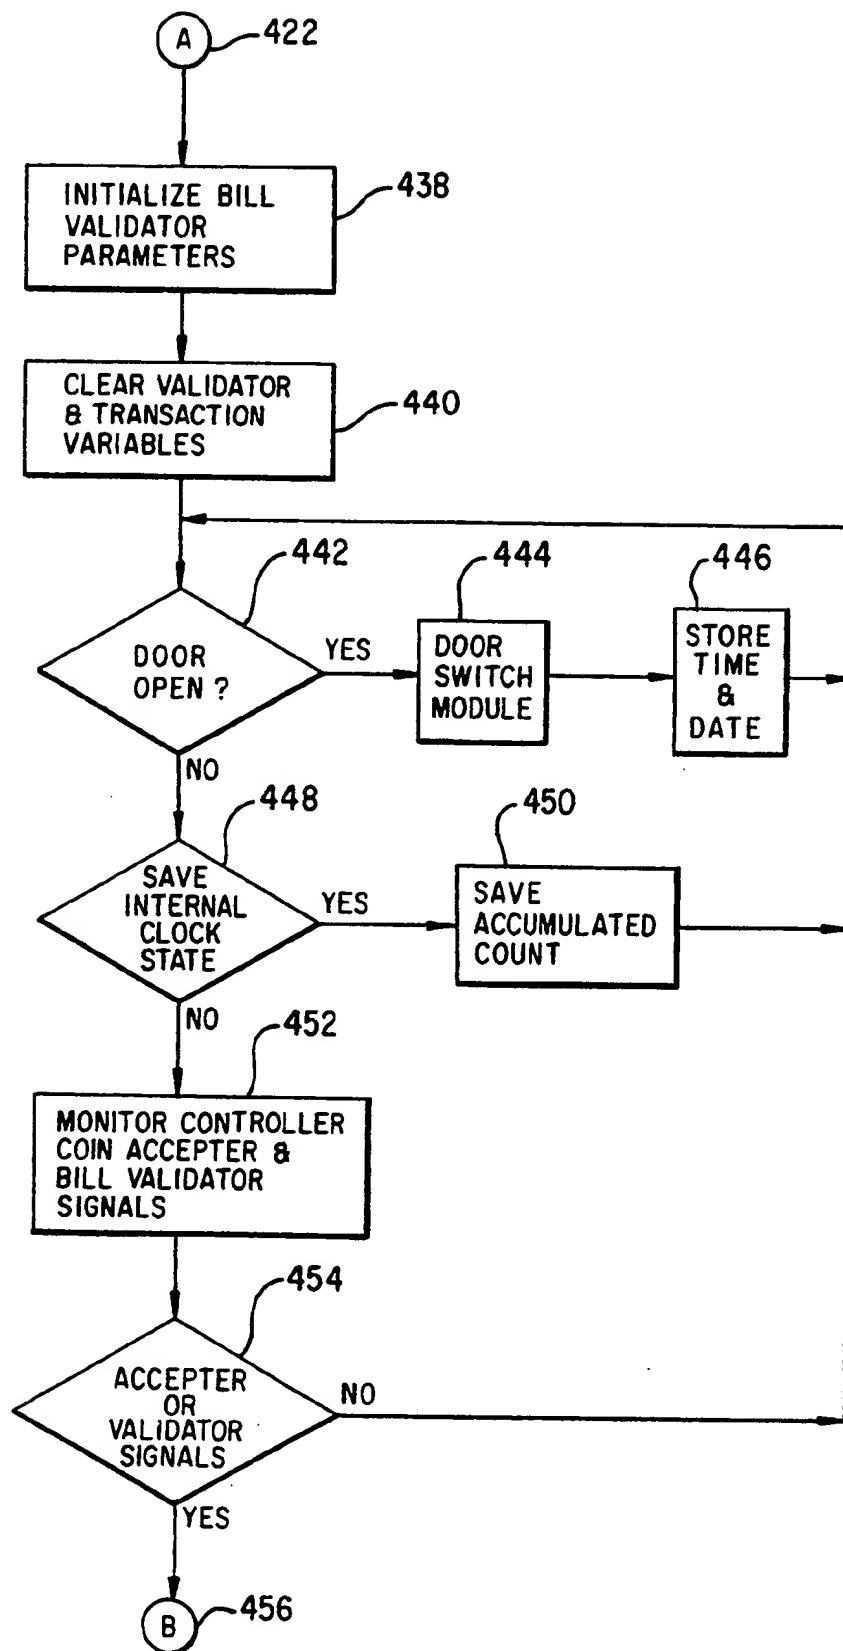 A
422
INITIALIZE BILL
VALIDATOR
PARAMETERS
438
CLEAR VALIDATOR
& TRANSACTION
VARIABLES
440
442
444
446
DOOR
OPEN ?
YES
DOOR
SWITCH
MODULE
STORE
TIME
&
DATE
NO
448
450
SAVE
INTERNAL
CLOCK
STATE
YES
SAVE
ACCUMULATED
COUNT
NO
452
MONITOR CONTROLLER
COIN ACCEPTER &
BILL VALIDATOR
SIGNALS
454
ACCEPTER
OR
VALIDATOR
SIGNALS
NO
YES
B
456